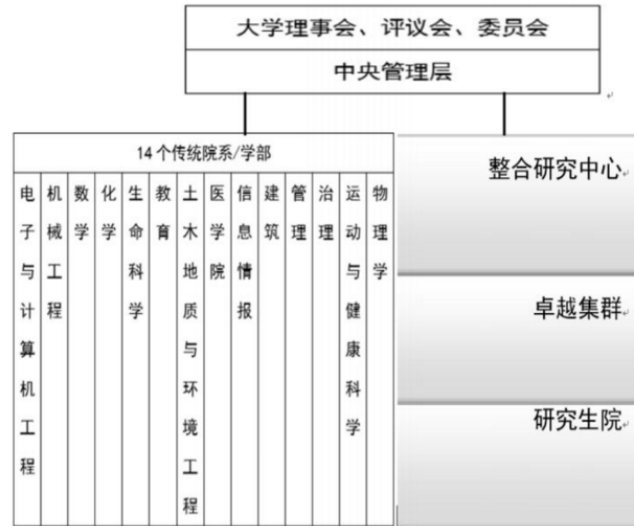 大学理事会、评议会、委员会
中央管理层
14个传统院系/学部
电子与计算机工程
机械工程
数学
化学
生命科学
教育
土木地质与环境工程
医学院
信息情报
建筑
管理
治理
运动与健康科学
物理学
整合研究中心
卓越集群
研究生院